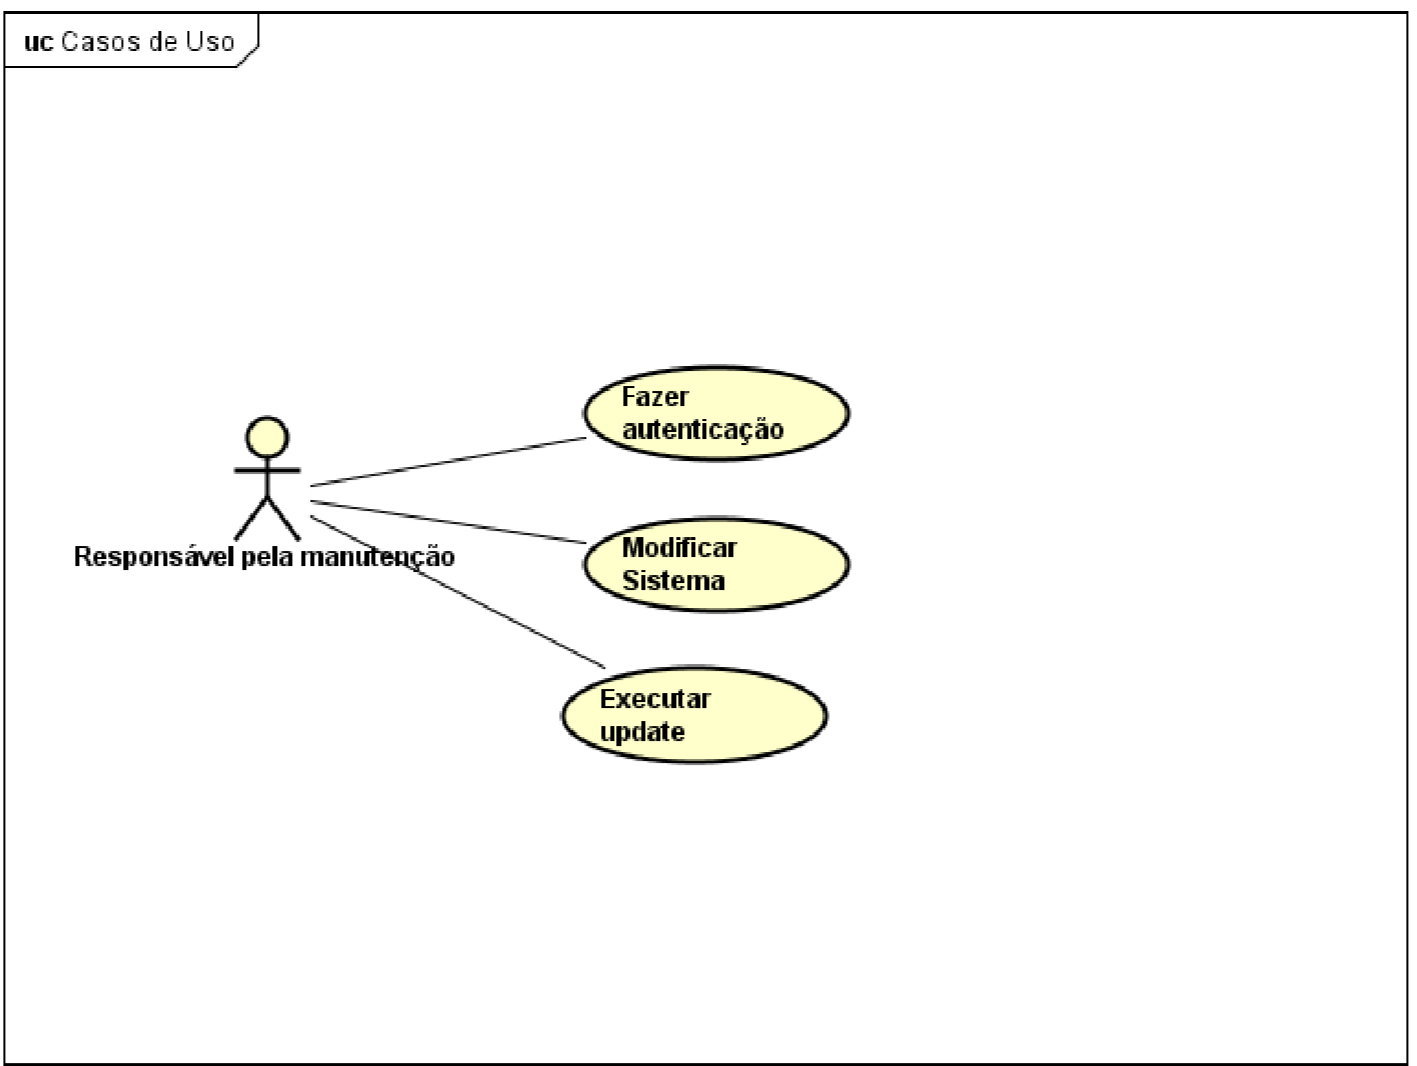 uc Casos de Uso
Fazer
autenticação
Responsável pela manutenção
Modificar
Sistema
Executar
update